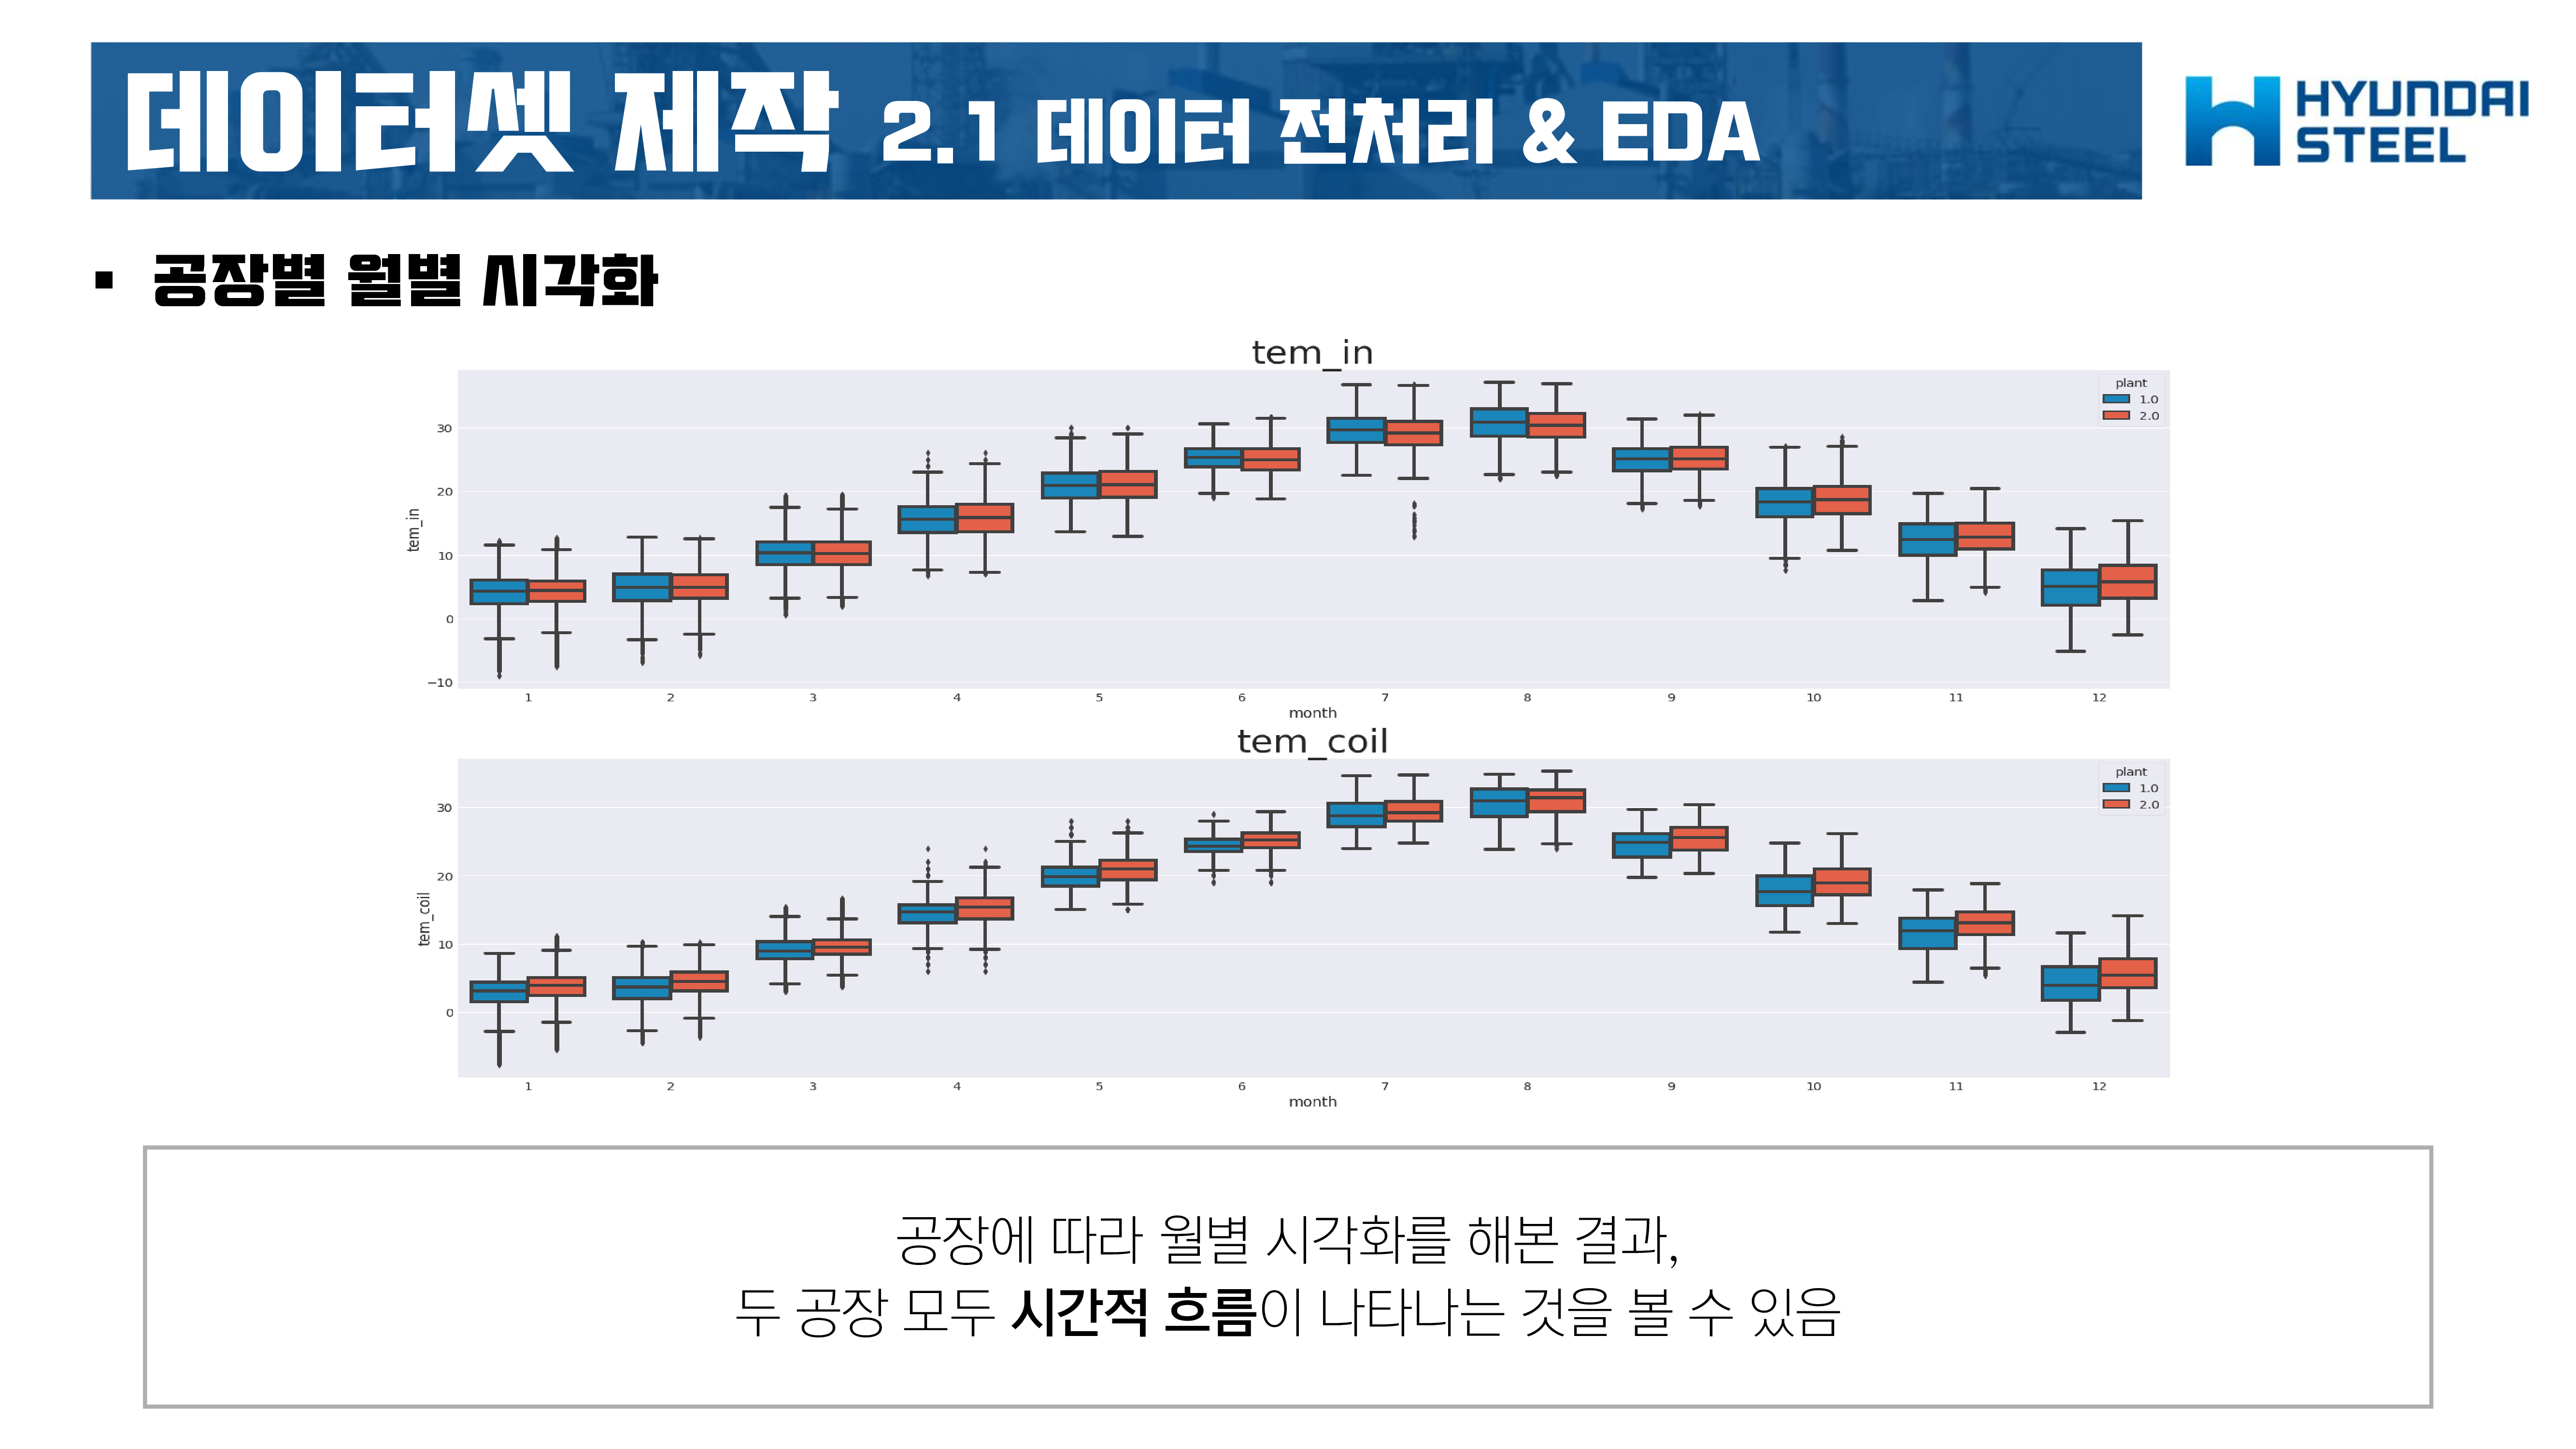 데이터셋 제작 2.1 데이터 전처리 & EDA
HYUNDAI
STEEL
▪ 공장별 월별 시각화
tem_in
plant
1.0
2.0
30
20
10
0
−10
tem_in
1 2 3 4 5 6 7 8 9 10 11 12
month
tem_coil
plant
1.0
2.0
30
20
10
0
tem_coil
1 2 3 4 5 6 7 8 9 10 11 12
month
공장에 따라 월별 시각화를 해본 결과,
두 공장 모두 시간적 흐름이 나타나는 것을 볼 수 있음